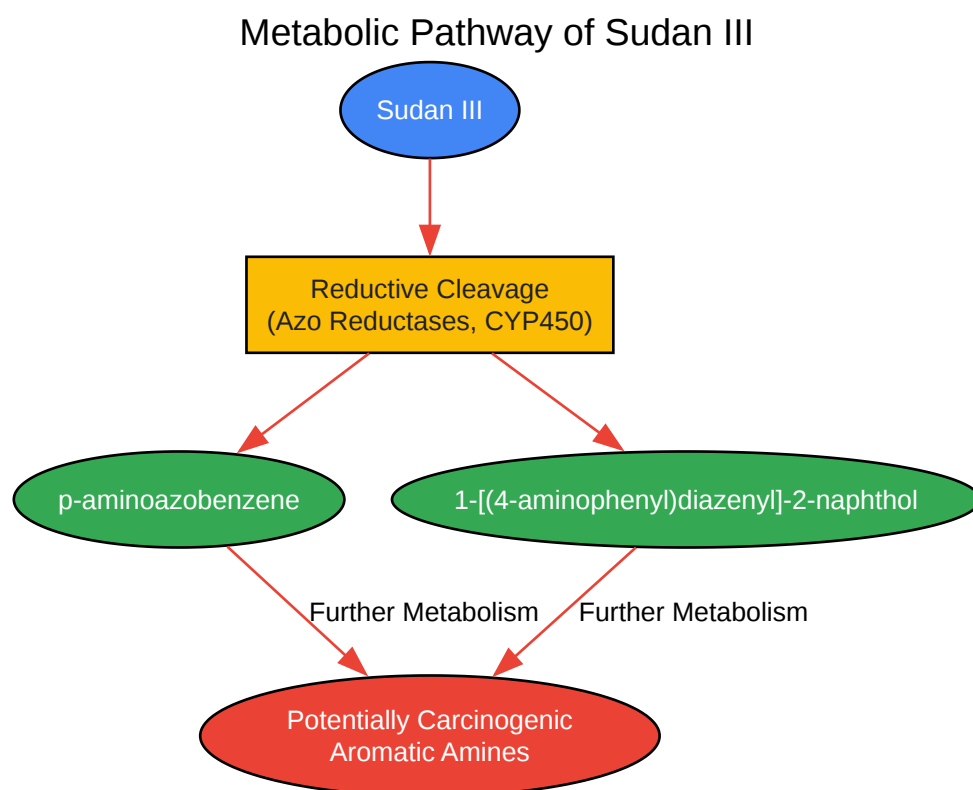 Metabolic Pathway of Sudan III
Sudan III
Reductive Cleavage
(Azo Reductases, CYP450)
p-aminoazobenzene
1-[(4-aminophenyl)diazenyl]-2-naphthol
Further Metabolism
Further Metabolism
Potentially Carcinogenic
Aromatic Amines